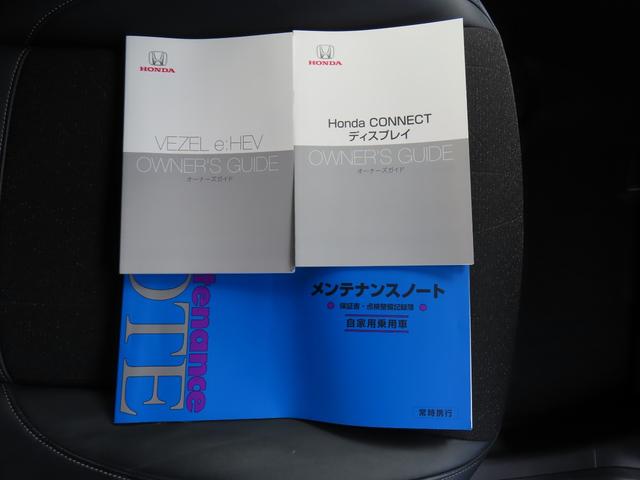 HONDA
VEZEL e:HEV
OWNER'S GUIDE
オーナーズガイド
HONDA
Honda CONNECT
ディスプレイ
OWNER'S GUIDE
オーナーズガイド
tenance
OTE
メンテナンスノート
保証書・点検整備記録簿
自家用乗用車
常時携行